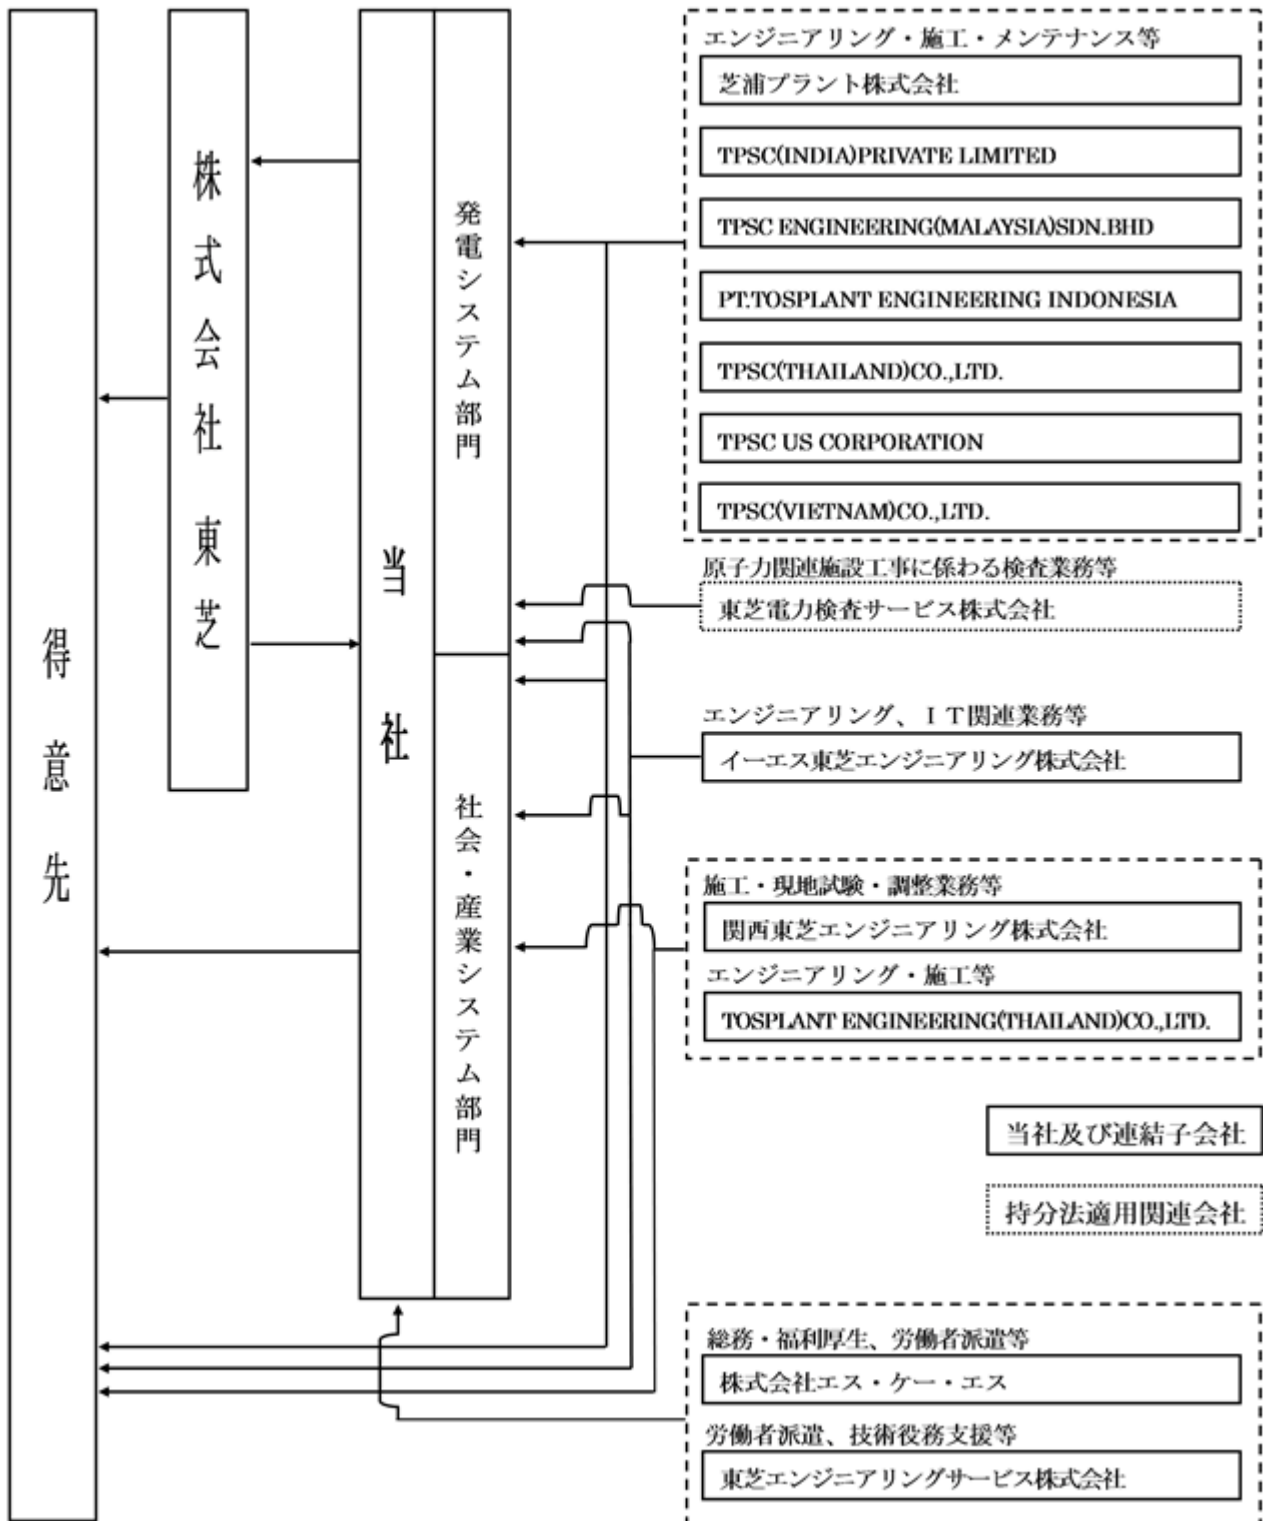 得意先
株式会社東芝
当社
発電システム部門
社会・産業システム部門
エンジニアリング・施工・メンテナンス等
芝浦プラント株式会社
TPSC(INDIA)PRIVATE LIMITED
TPSC ENGINEERING(MALAYSIA)SDN.BHD
PT.TOSPLANT ENGINEERING INDONESIA
TPSC(THAILAND)CO.,LTD.
TPSC US CORPORATION
TPSC(VIETNAM)CO.,LTD.
原子力関連施設工事に係わる検査業務等
東芝電力検査サービス株式会社
エンジニアリング、ＩＴ関連業務等
イーエス東芝エンジニアリング株式会社
施工・現地試験・調整業務等
関西東芝エンジニアリング株式会社
エンジニアリング・施工等
TOSPLANT ENGINEERING(THAILAND)CO.,LTD.
当社及び連結子会社
持分法適用関連会社
総務・福利厚生、労働者派遣等
株式会社エス・ケー・エス
労働者派遣、技術役務支援等
東芝エンジニアリングサービス株式会社